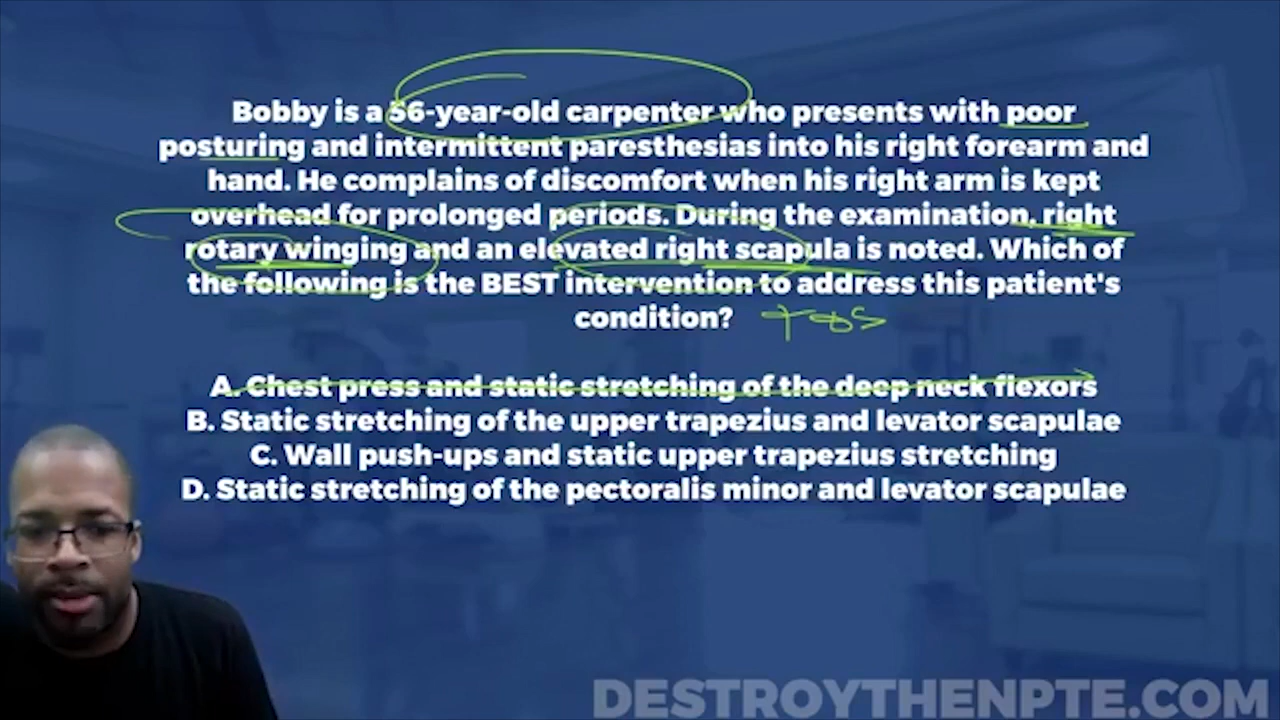 Bobby is a 56-year-old carpenter who presents with poor
posturing and intermittent paresthesias into his right forearm and
hand. He complains of discomfort when his right arm is kept
overhead for prolonged periods. During the examination, right
rotary winging and an elevated right scapula is noted. Which of
the following is the BEST intervention to address this patient's
condition? TOS
A. Chest press and static stretching of the deep neck flexors
B. Static stretching of the upper trapezius and levator scapulae
C. Wall push-ups and static upper trapezius stretching
D. Static stretching of the pectoralis minor and levator scapulae
DESTROYTHENPTE.COM